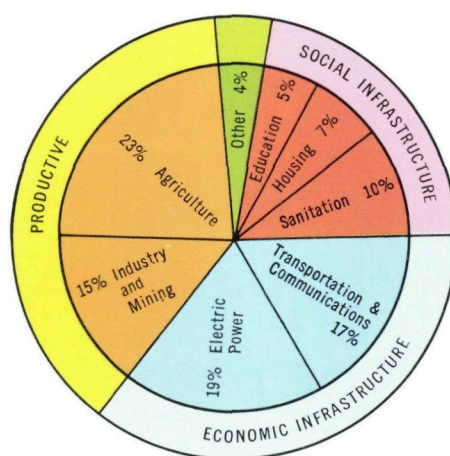 SOCIAL INFRASTRUCTURE
Other 4%
Education 5%
Housing 7%
Sanitation 10%
Transportation &
Communications
17%
ECONOMIC INFRASTRUCTURE
19% Electric
Power
15% Industry
and
Mining
23% Agriculture
PRODUCTIVE